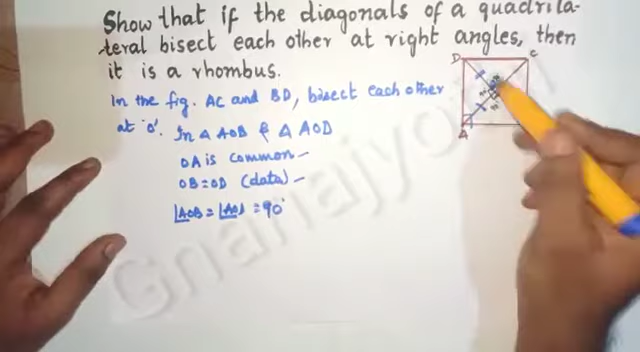 Show that if the diagonals of a quadrila-
teral bisect each other at right angles, then
it is a rhombus.
In the fig. AC and BD, bisect each other
at 'O'. In △ AOB & △ AOD
OA is common –
OB = OD (data) –
∠AOB = ∠AOD = 90°
D
C
A
Gnanajyo